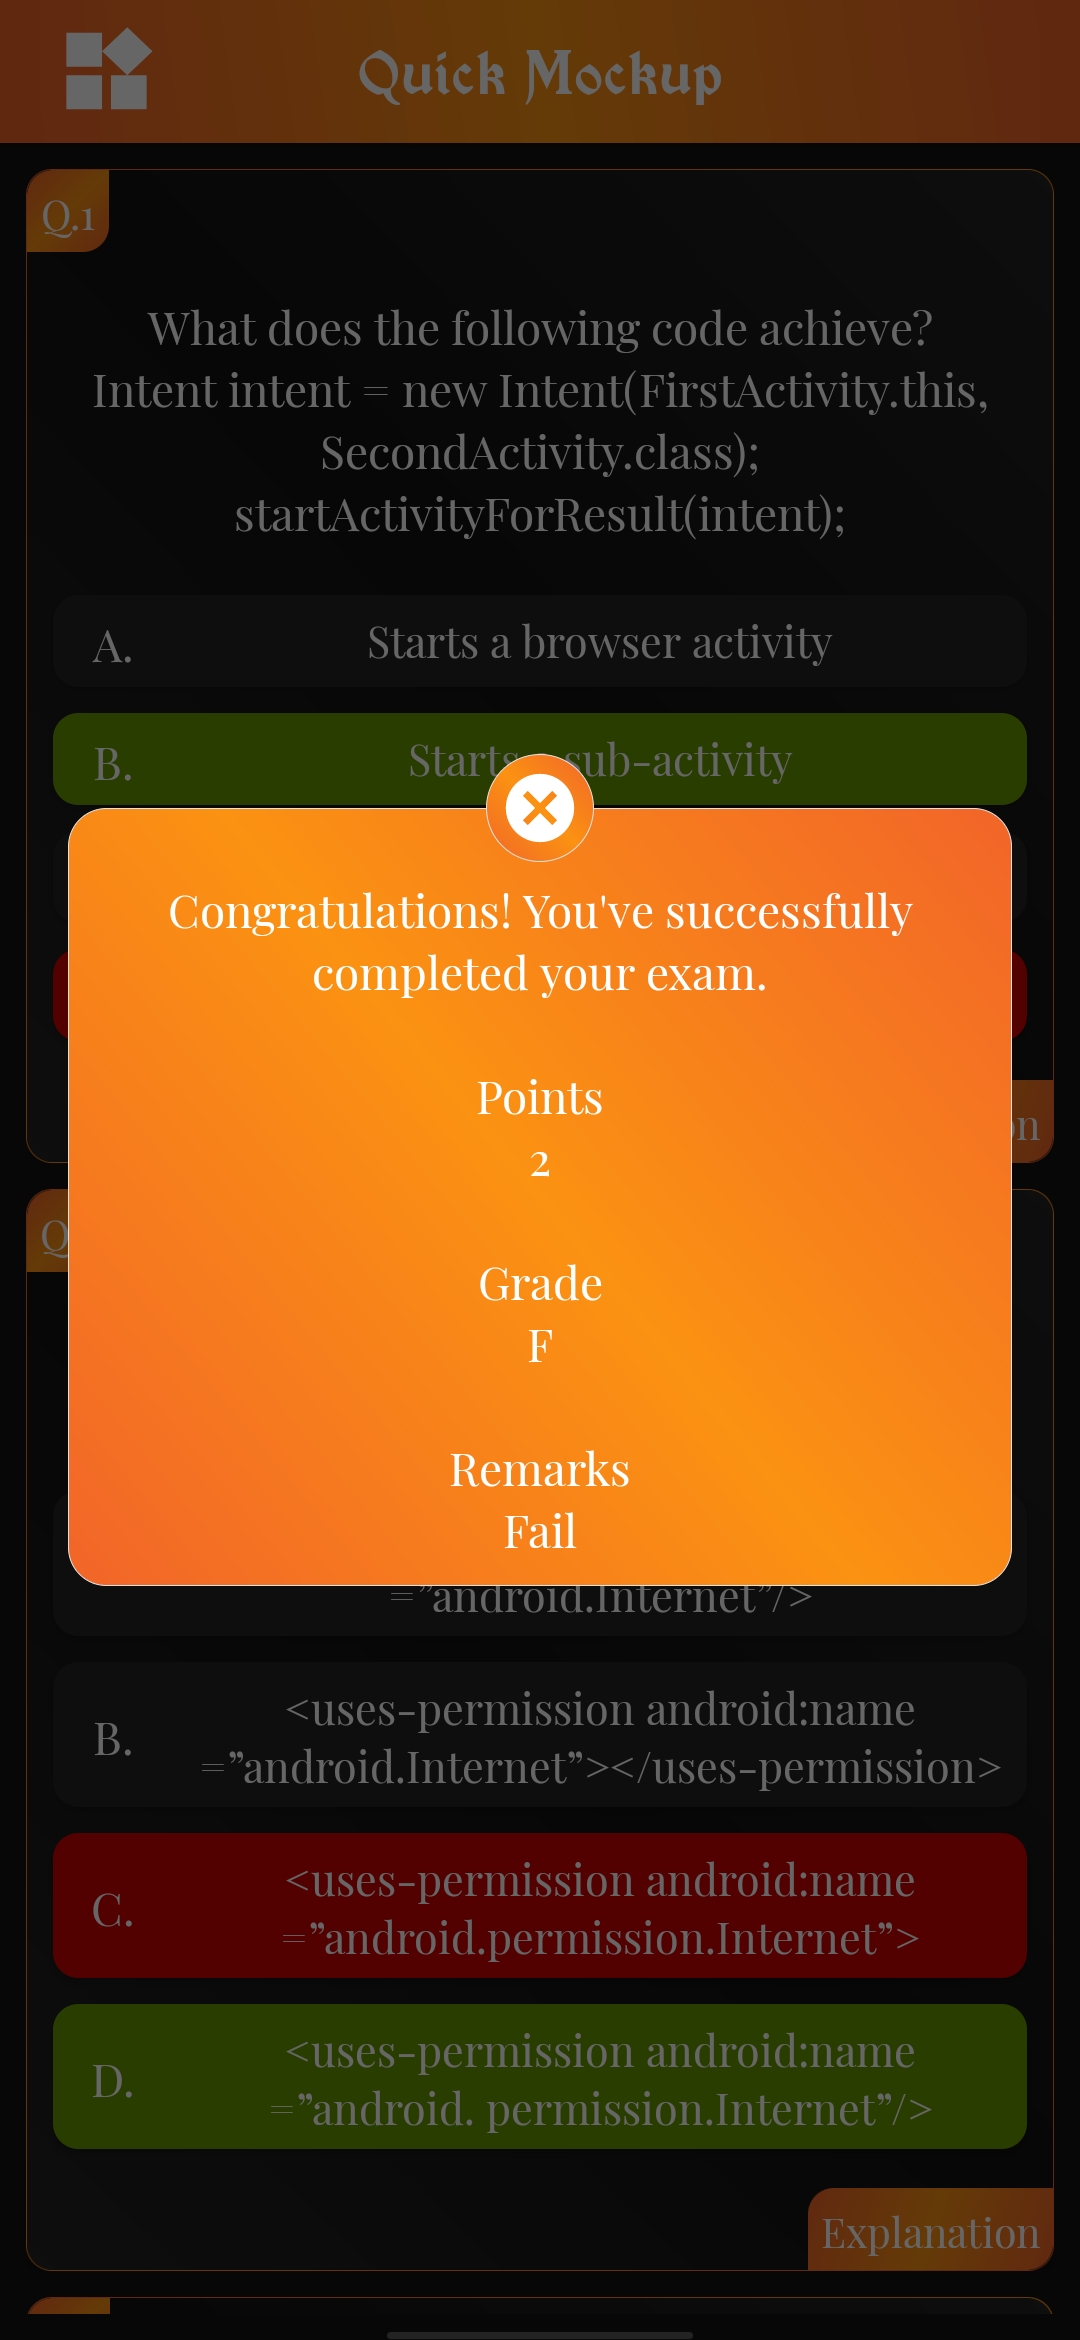 Quick Mockup
Q.1
What does the following code achieve?
Intent intent = new Intent(FirstActivity.this,
SecondActivity.class);
startActivityForResult(intent);
A.
Starts a browser activity
B.
Starts sub-activity
Congratulations! You've successfully
completed your exam.
Points
2
Grade
F
Remarks
Fail
=”android.Internet”/>
B.
<uses-permission android:name
=”android.Internet”></uses-permission>
C.
<uses-permission android:name
=”android.permission.Internet”>
D.
<uses-permission android:name
=”android. permission.Internet”/>
Explanation